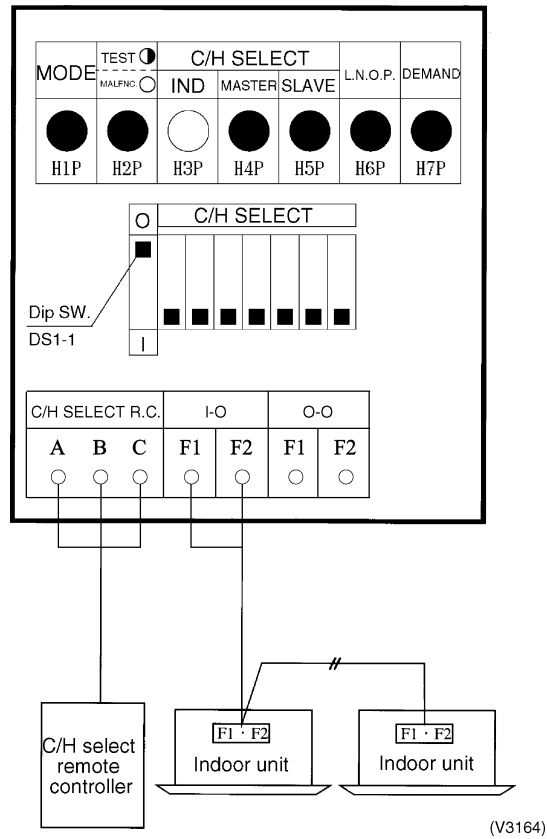 MODE
TEST
MALFNC.
C/H SELECT
IND MASTER SLAVE
L.N.O.P.
DEMAND
H1P H2P H3P H4P H5P H6P H7P
O C/H SELECT
Dip SW.
DS1-1
I
C/H SELECT R.C. I-O O-O
A B C F1 F2 F1 F2
C/H select
remote
controller
F1 · F2
Indoor unit
F1 · F2
Indoor unit
(V3164)